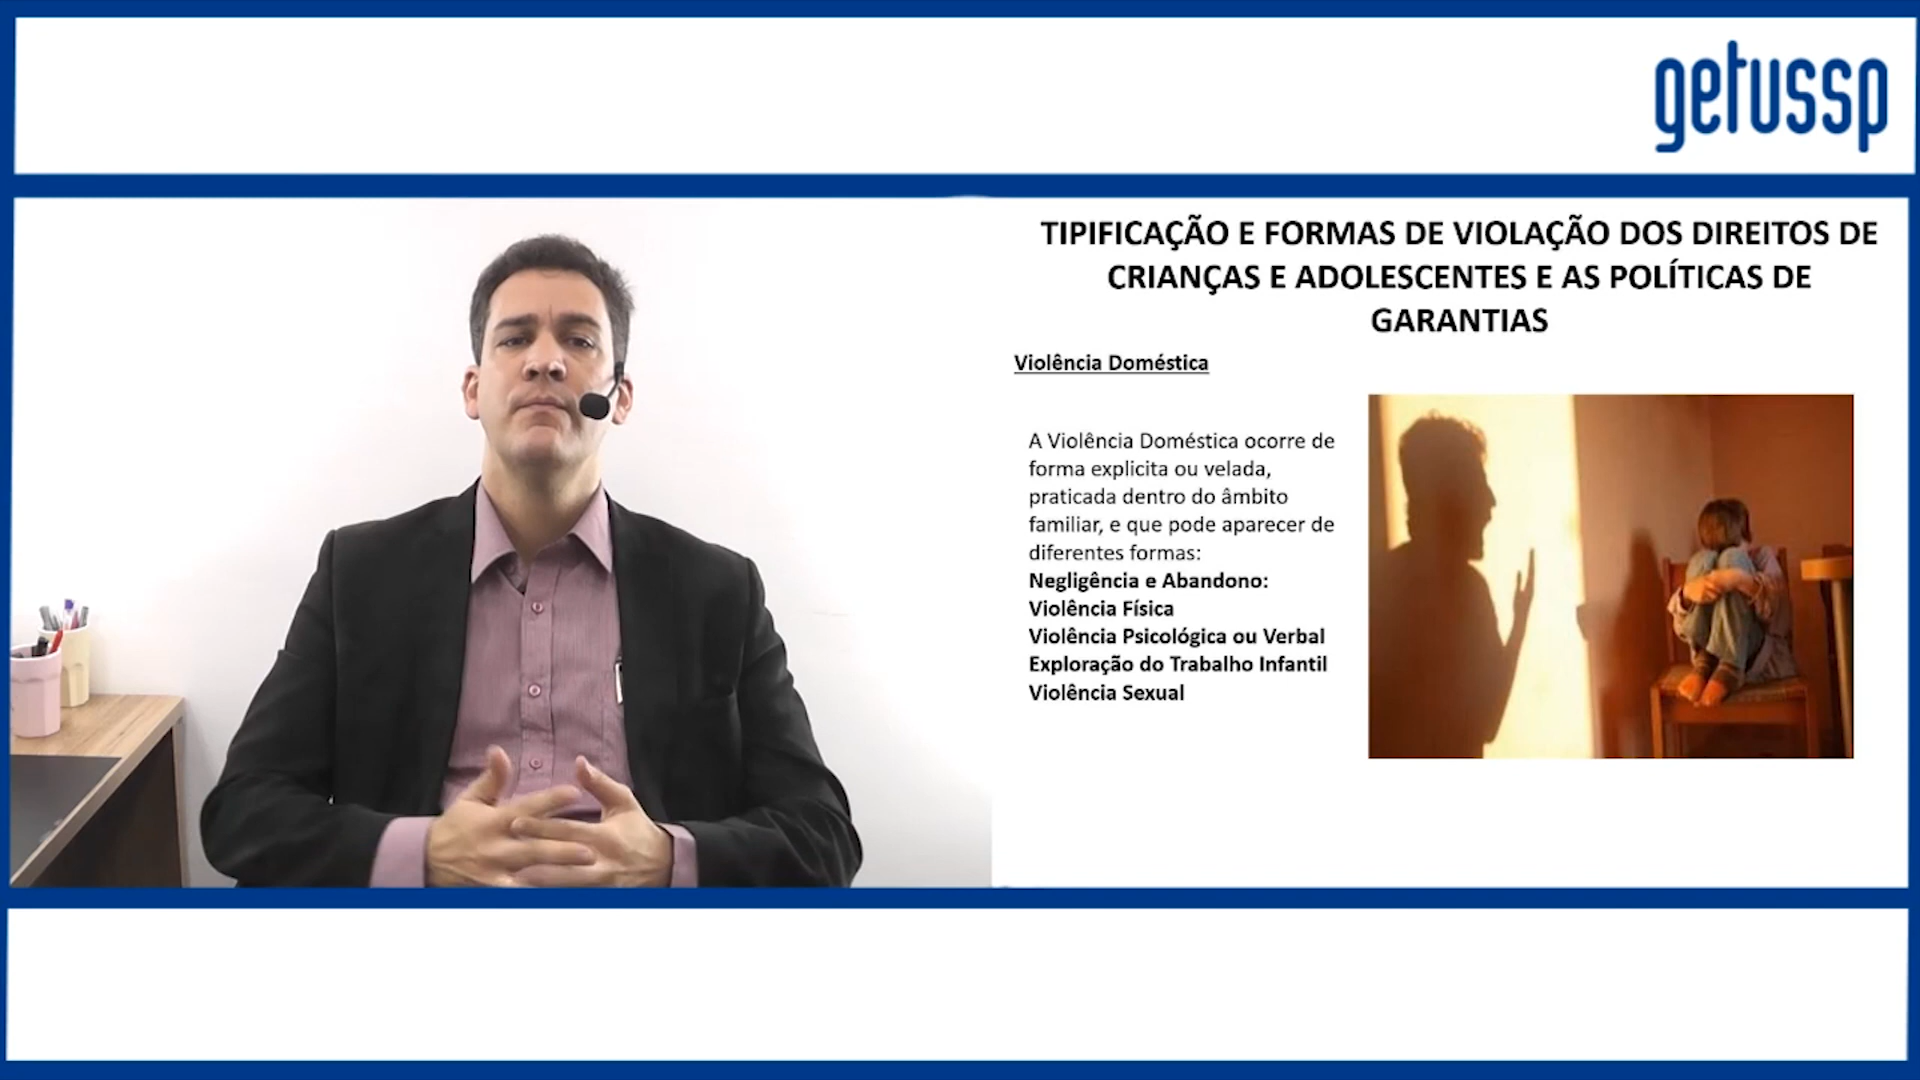 getussp
TIPIFICAÇÃO E FORMAS DE VIOLAÇÃO DOS DIREITOS DE
CRIANÇAS E ADOLESCENTES E AS POLÍTICAS DE
GARANTIAS
Violência Doméstica
A Violência Doméstica ocorre de
forma explicita ou velada,
praticada dentro do âmbito
familiar, e que pode aparecer de
diferentes formas:
Negligência e Abandono:
Violência Física
Violência Psicológica ou Verbal
Exploração do Trabalho Infantil
Violência Sexual